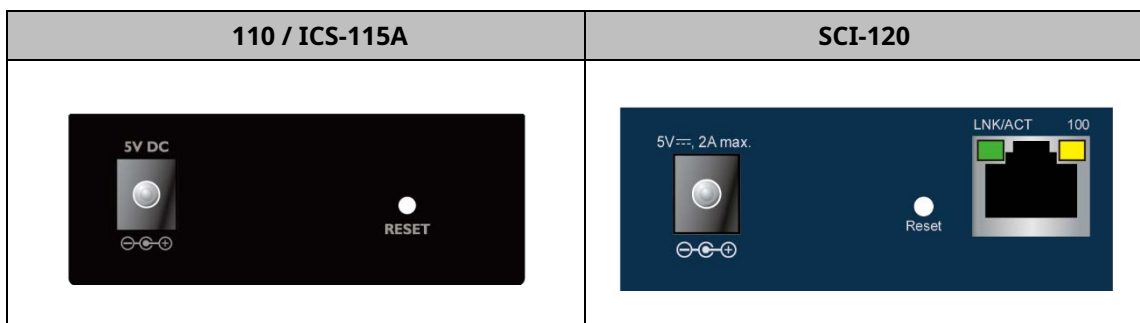 110 / ICS-115A
SCI-120
5V DC
RESET
5V⎓, 2A max.
Reset
LNK/ACT 100